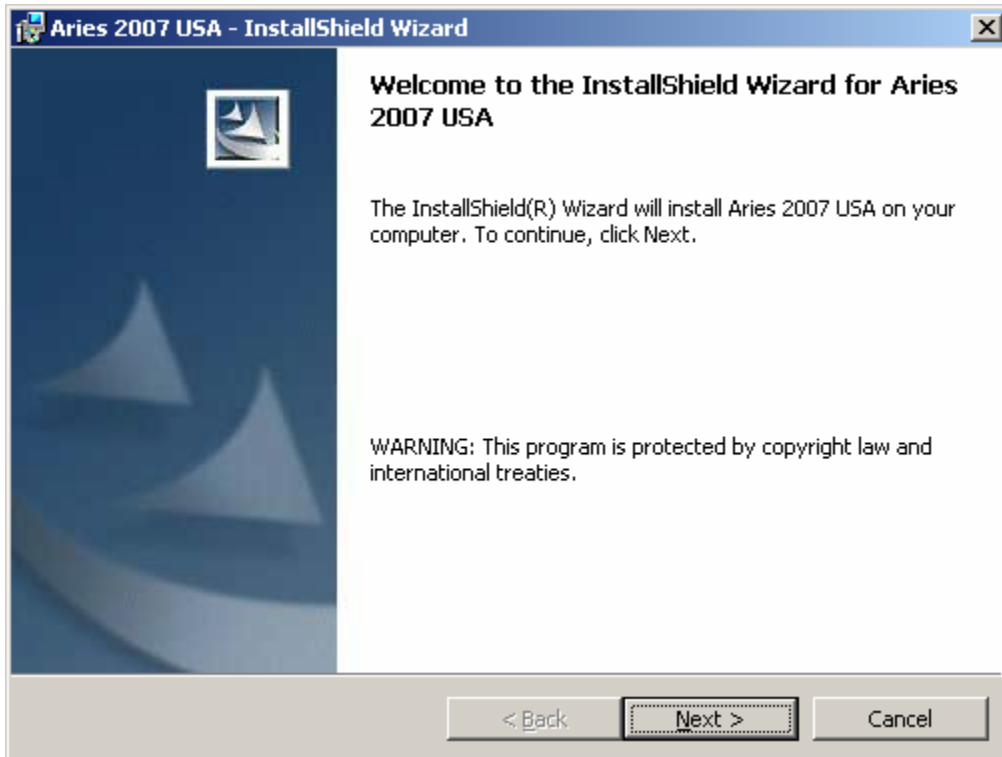 Aries 2007 USA - InstallShield Wizard
Welcome to the InstallShield Wizard for Aries
2007 USA
The InstallShield(R) Wizard will install Aries 2007 USA on your
computer. To continue, click Next.
WARNING: This program is protected by copyright law and
international treaties.
< Back
Next >
Cancel